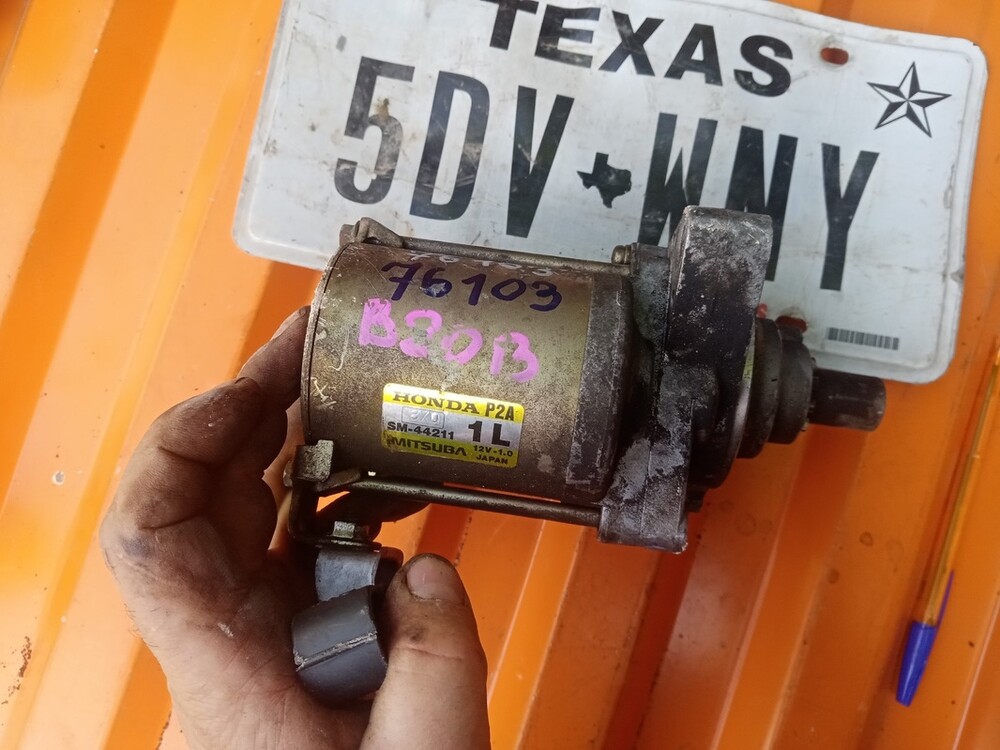 TEXAS
5DV WNY
76103
B20B
HONDA P2A
SM-44211 1L
MITSUBA 12V-1.0
JAPAN